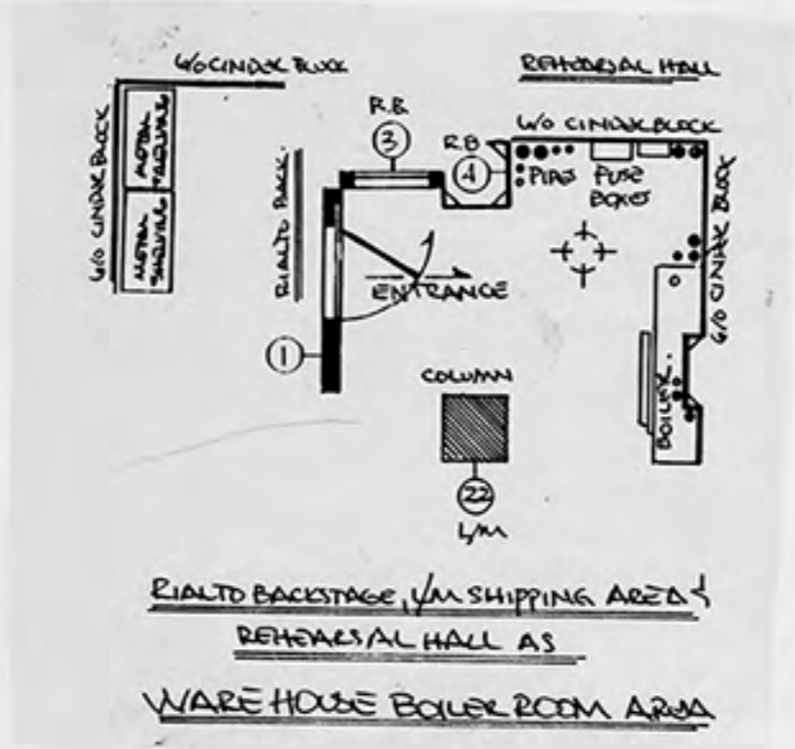 G/O CINDER BLOCK
REHEARSAL HALL
R.B.
3
R.B
4
G/O CINDER BLOCK
METAL SHELVING
METAL SHELVING
G/O CINDER BLOCK
RIALTO BACK.
PIPES
FUSE BOXES
G/O CINDER BLOCK
ENTRANCE
1
COLUMN
BOILER.
22
L/M
RIALTO BACKSTAGE, L/M SHIPPING AREA &
REHEARSAL HALL AS
WAREHOUSE BOILER ROOM AREA